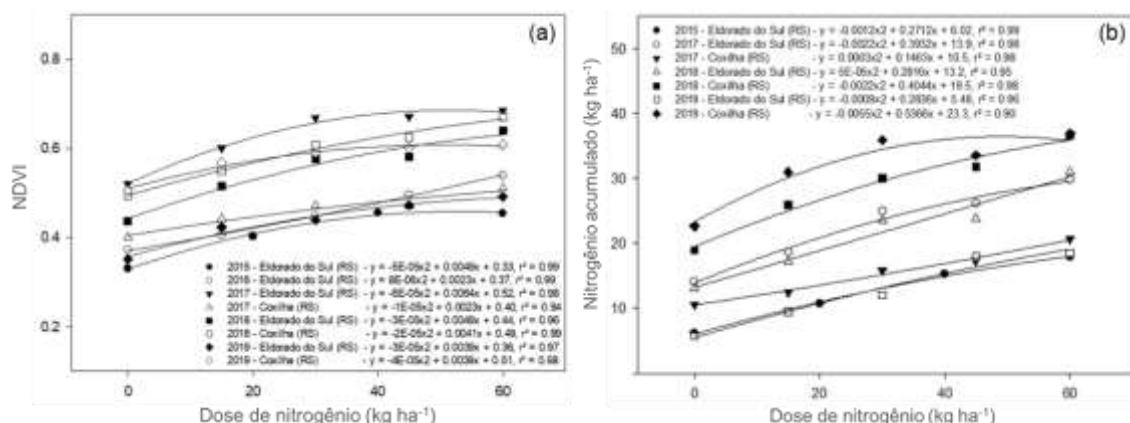 (a)
NDVI
0.8
0.6
0.4
0.2
0
20
40
60
Dose de nitrogênio (kg ha⁻¹)
2015 - Eldorado do Sul (RS) - y = -5E-05x2 + 0.0048x + 0.33, r² = 0.99
2016 - Eldorado do Sul (RS) - y = 8E-06x2 + 0.0023x + 0.37, r² = 0.99
2017 - Eldorado do Sul (RS) - y = -6E-05x2 + 0.0064x + 0.52, r² = 0.98
2017 - Coxilha (RS) - y = -1E-05x2 + 0.0023x + 0.40, r² = 0.94
2018 - Eldorado do Sul (RS) - y = -3E-05x2 + 0.0048x + 0.44, r² = 0.96
2018 - Coxilha (RS) - y = -2E-05x2 + 0.0041x + 0.49, r² = 0.99
2019 - Eldorado do Sul (RS) - y = -3E-05x2 + 0.0039x + 0.36, r² = 0.97
2019 - Coxilha (RS) - y = -4E-05x2 + 0.0039x + 0.51, r² = 0.98
(b)
Nitrogênio acumulado (kg ha⁻¹)
50
40
30
20
10
0
20
40
60
Dose de nitrogênio (kg ha⁻¹)
2015 - Eldorado do Sul (RS) - y = -0.0012x2 + 0.2712x + 6.02, r² = 0.99
2017 - Eldorado do Sul (RS) - y = -0.0022x2 + 0.3932x + 13.9, r² = 0.98
2017 - Coxilha (RS) - y = 0.0003x2 + 0.1463x + 10.5, r² = 0.98
2018 - Eldorado do Sul (RS) - y = 5E-05x2 + 0.2816x + 13.2, r² = 0.95
2018 - Coxilha (RS) - y = -0.0022x2 + 0.4044x + 19.5, r² = 0.98
2019 - Eldorado do Sul (RS) - y = -0.0009x2 + 0.2836x + 5.48, r² = 0.96
2019 - Coxilha (RS) - y = -0.0055x2 + 0.5366x + 23.3, r² = 0.90